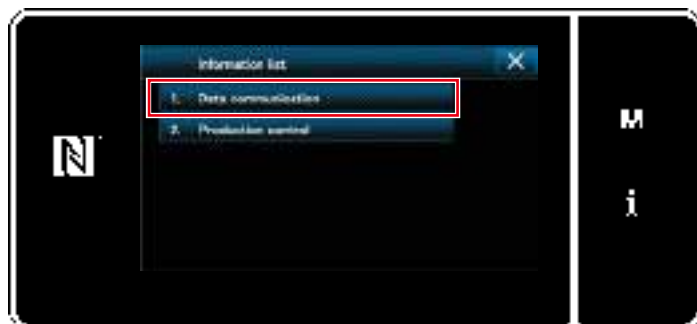 Information list
1. Data communication
2. Production control
M
i